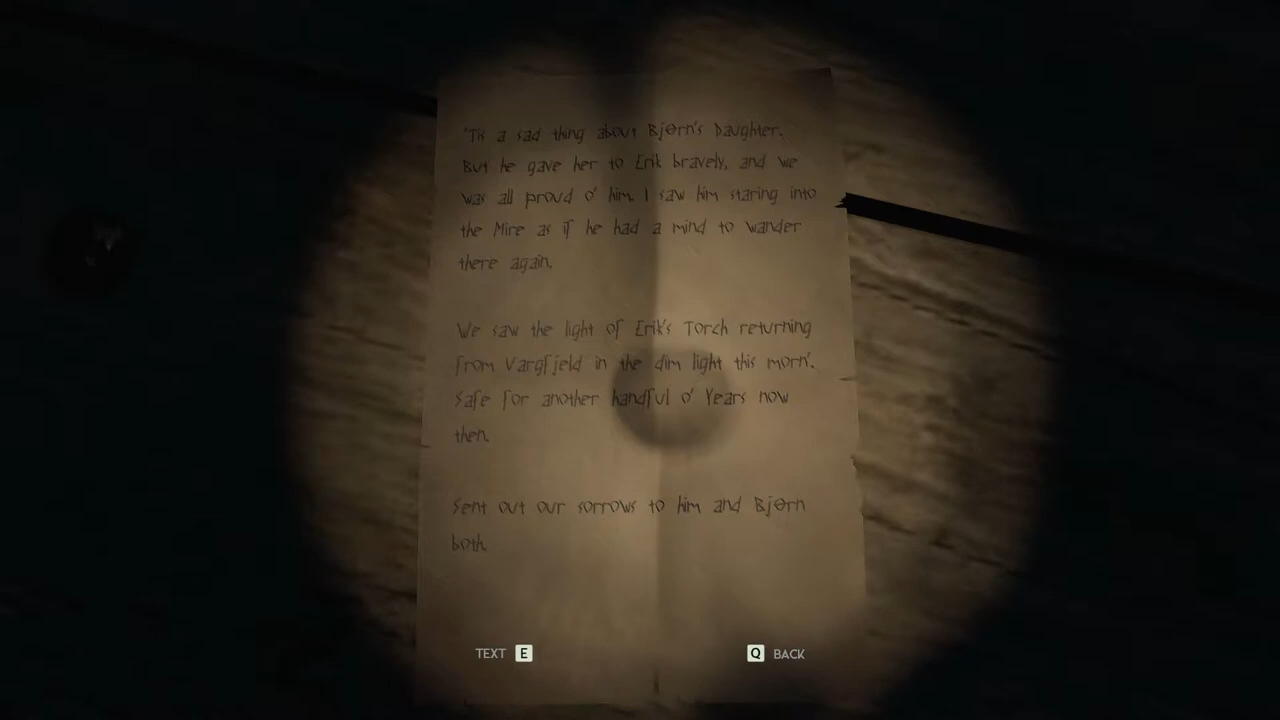 'Tis a sad thing about Bjørn's Daughter.
But he gave her to Erik bravely, and we
was all proud o' him. I saw him staring into
the Mire as if he had a mind to wander
there again.
We saw the light of Erik's Torch returning
from Vargfjeld in the dim light this morn'.
Safe for another handful o' Years now
then.
Sent out our sorrows to him and Bjørn
both.
TEXT E
Q BACK